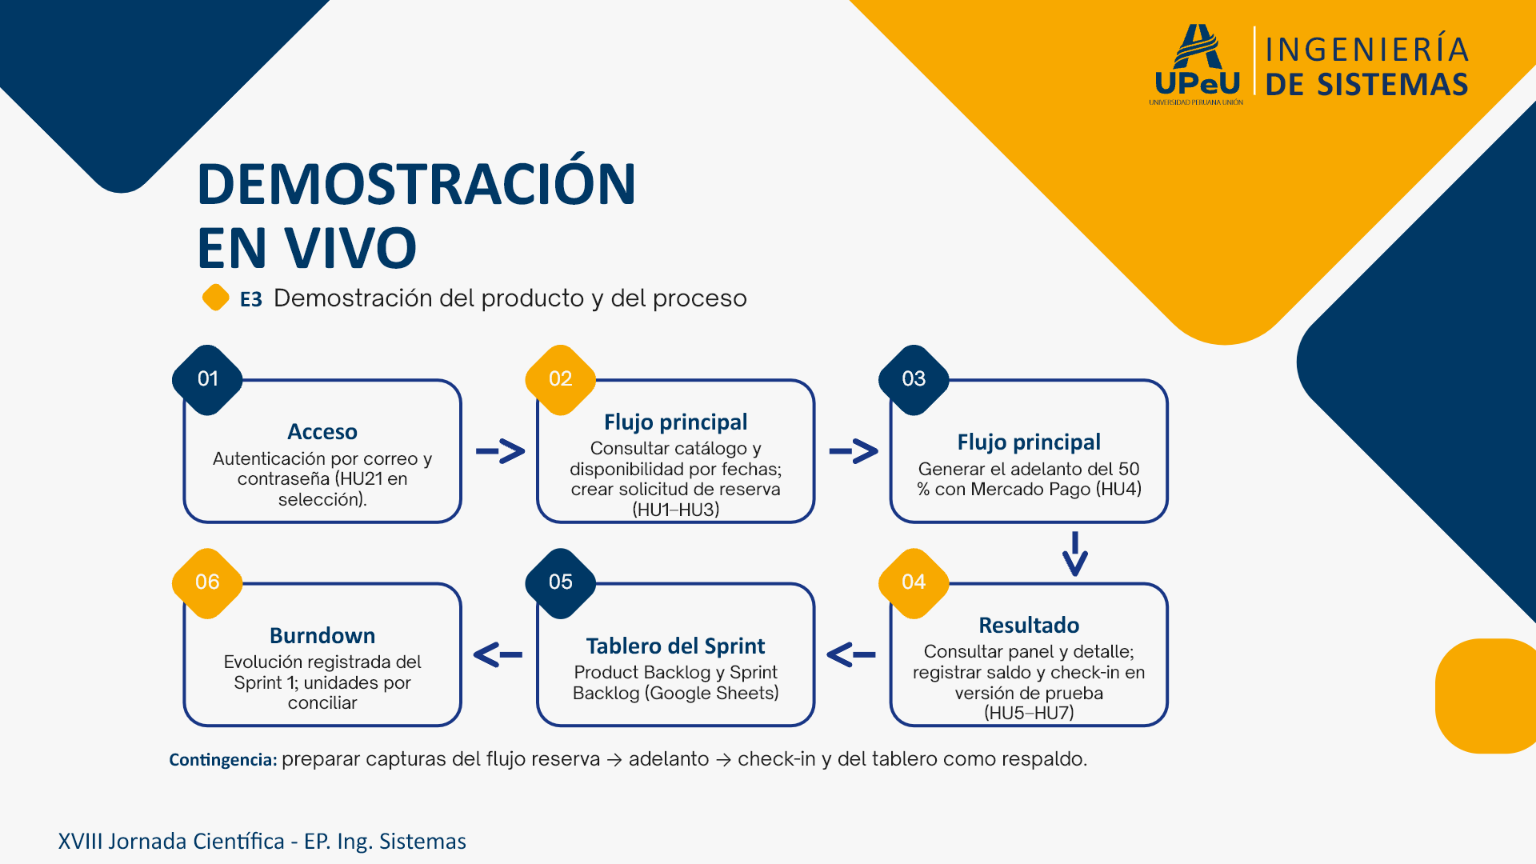 UPeU
UNIVERSIDAD PERUANA UNIÓN
INGENIERÍA
DE SISTEMAS
DEMOSTRACIÓN
EN VIVO
E3 Demostración del producto y del proceso
01
Acceso
Autenticación por correo y
contraseña (HU21 en
selección).
02
Flujo principal
Consultar catálogo y
disponibilidad por fechas;
crear solicitud de reserva
(HU1–HU3)
03
Flujo principal
Generar el adelanto del 50
% con Mercado Pago (HU4)
04
Resultado
Consultar panel y detalle;
registrar saldo y check-in en
versión de prueba
(HU5–HU7)
05
Tablero del Sprint
Product Backlog y Sprint
Backlog (Google Sheets)
06
Burndown
Evolución registrada del
Sprint 1; unidades por
conciliar
Contingencia: preparar capturas del flujo reserva → adelanto → check-in y del tablero como respaldo.
XVIII Jornada Científica - EP. Ing. Sistemas